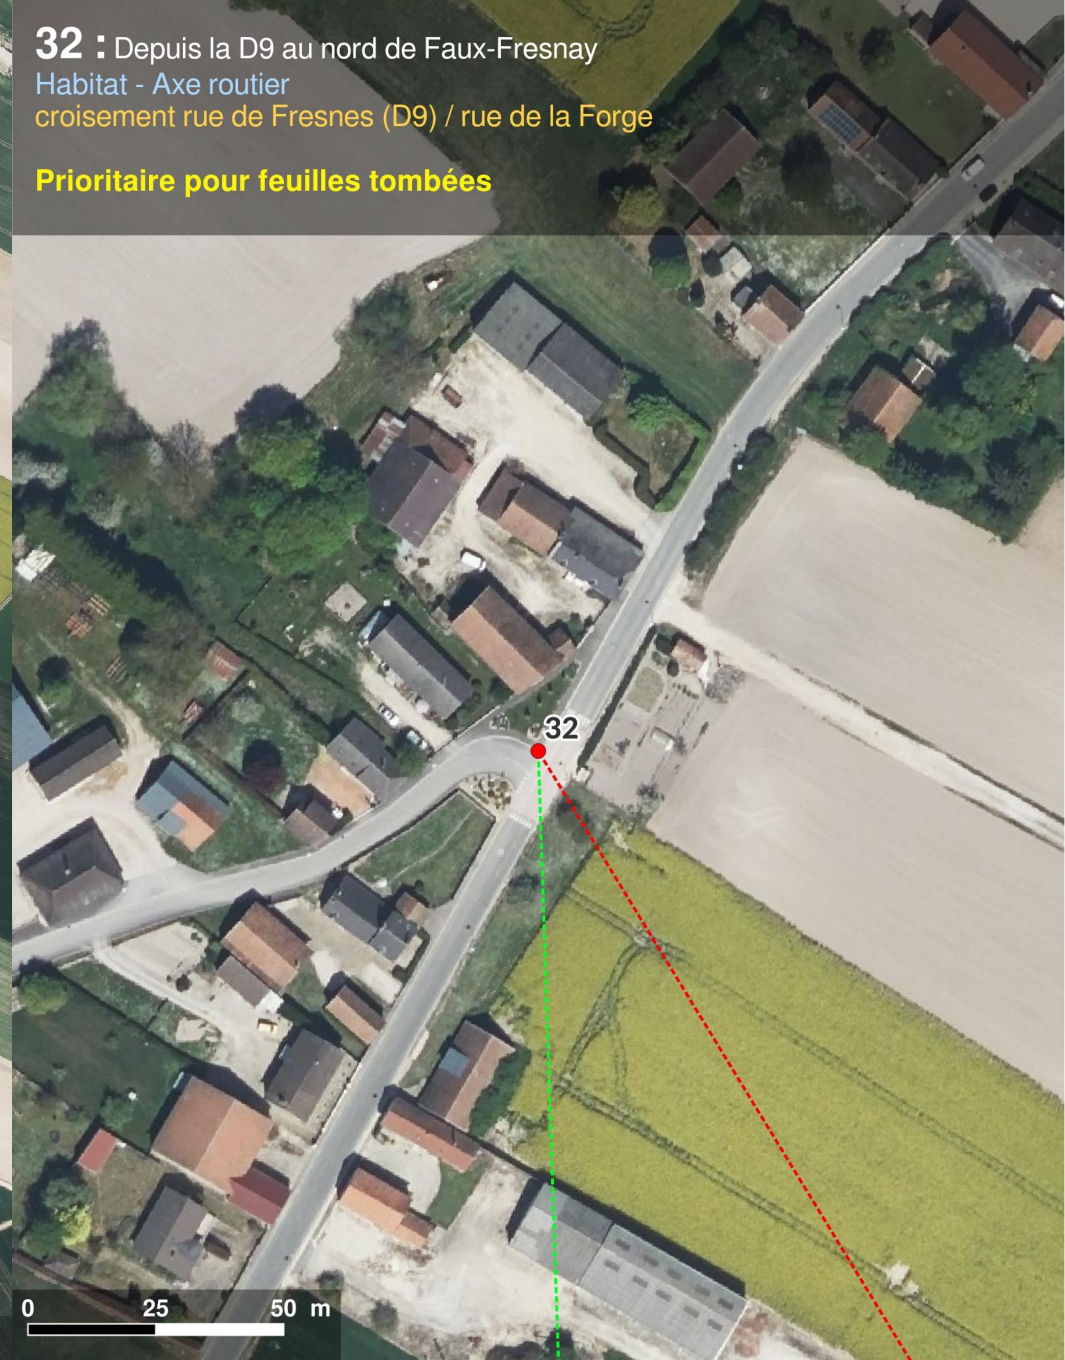 32 : Depuis la D9 au nord de Faux-Fresnay
Habitat - Axe routier
croisement rue de Fresnes (D9) / rue de la Forge
Prioritaire pour feuilles tombées
32
0 25 50 m